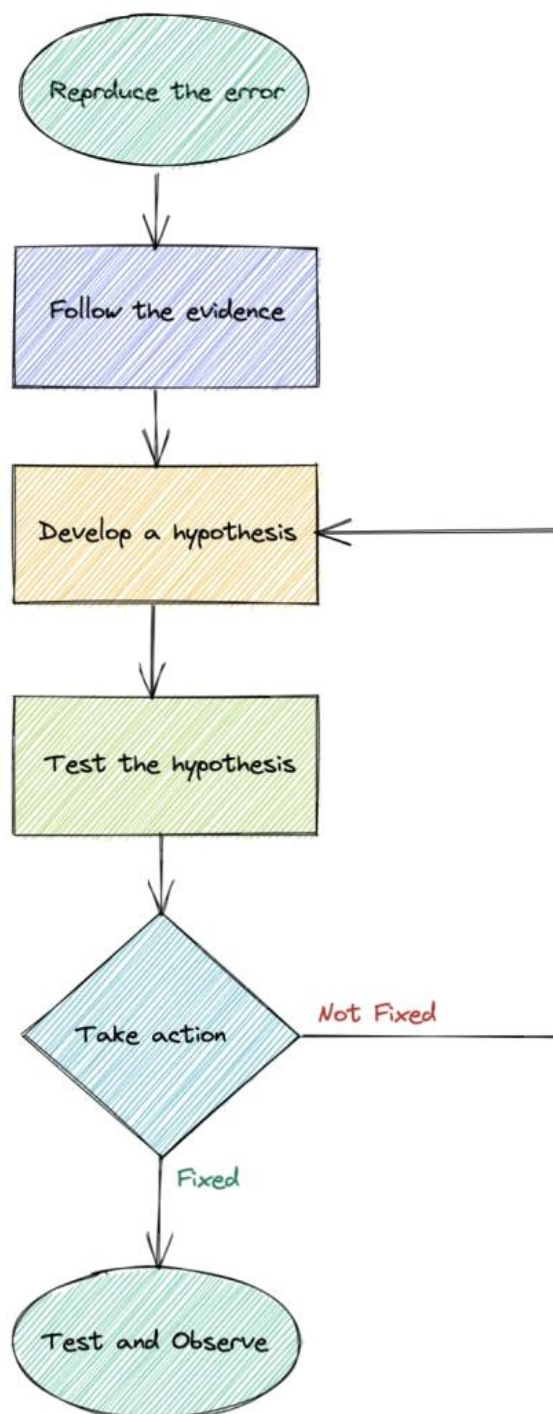 Reprduce the error
Follow the evidence
Develop a hypothesis
Test the hypothesis
Take action
Not Fixed
Fixed
Test and Observe